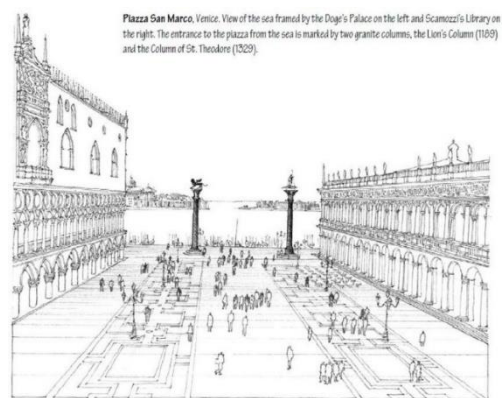 Piazza San Marco, Venice. View of the sea framed by the Doge's Palace on the left and Scamozzi's Library on
the right. The entrance to the piazza from the sea is marked by two granite columns, the Lion's Column (1189)
and the Column of St. Theodore (1329).